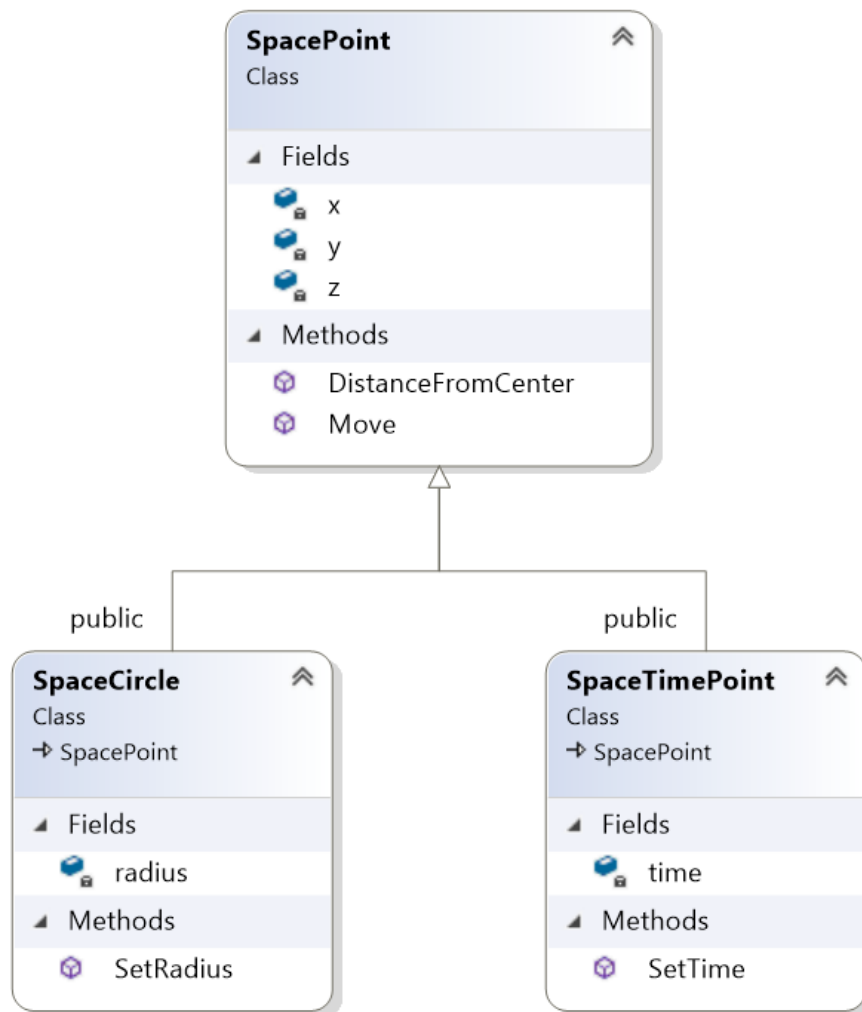 SpacePoint
Class
Fields
x
y
z
Methods
DistanceFromCenter
Move
public
public
SpaceCircle
Class
SpacePoint
Fields
radius
Methods
SetRadius
SpaceTimePoint
Class
SpacePoint
Fields
time
Methods
SetTime